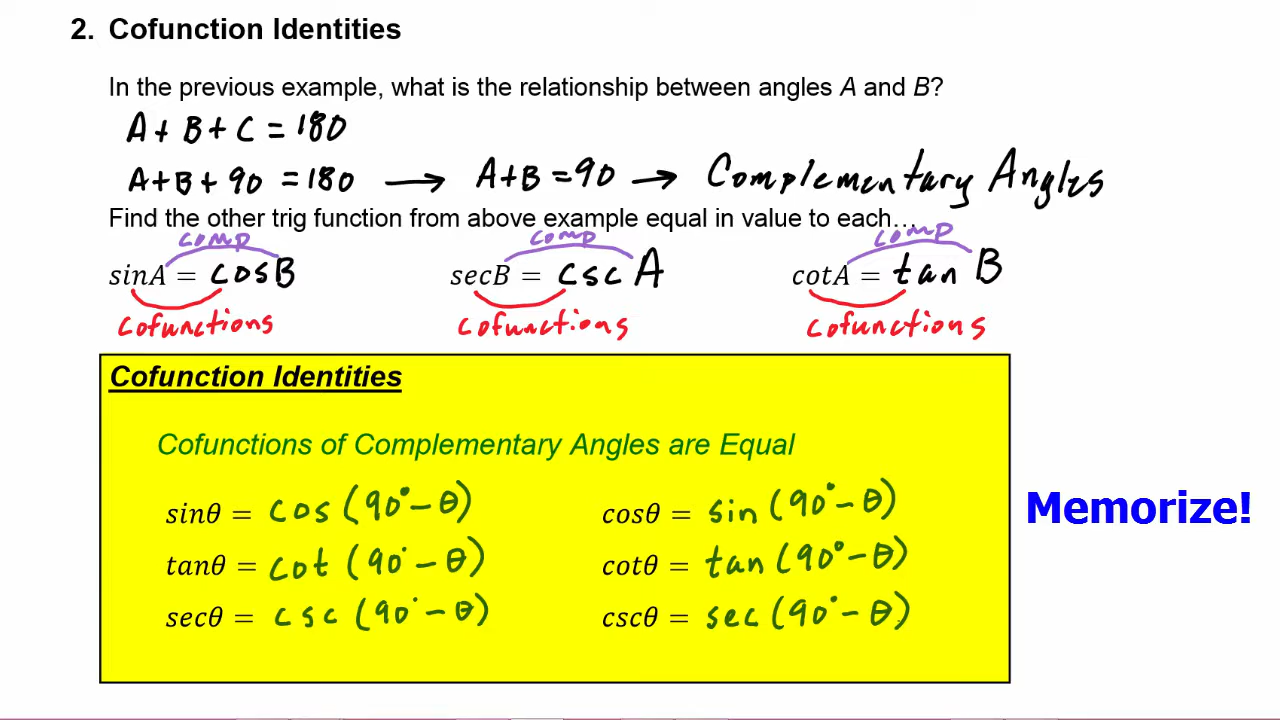 2. Cofunction Identities
In the previous example, what is the relationship between angles A and B?
A + B + C = 180
A+B + 90 = 180 → A+B = 90 → Complementary Angles
Find the other trig function from above example equal in value to each…
comp comp comp
sinA = cosB secB = csc A cotA = tan B
cofunctions cofunctions cofunctions
Cofunction Identities
Cofunctions of Complementary Angles are Equal
sinθ = cos (90° − θ) cosθ = sin (90° − θ)
Memorize!
tanθ = cot (90° − θ) cotθ = tan (90° − θ)
secθ = csc (90° − θ) cscθ = sec (90° − θ)